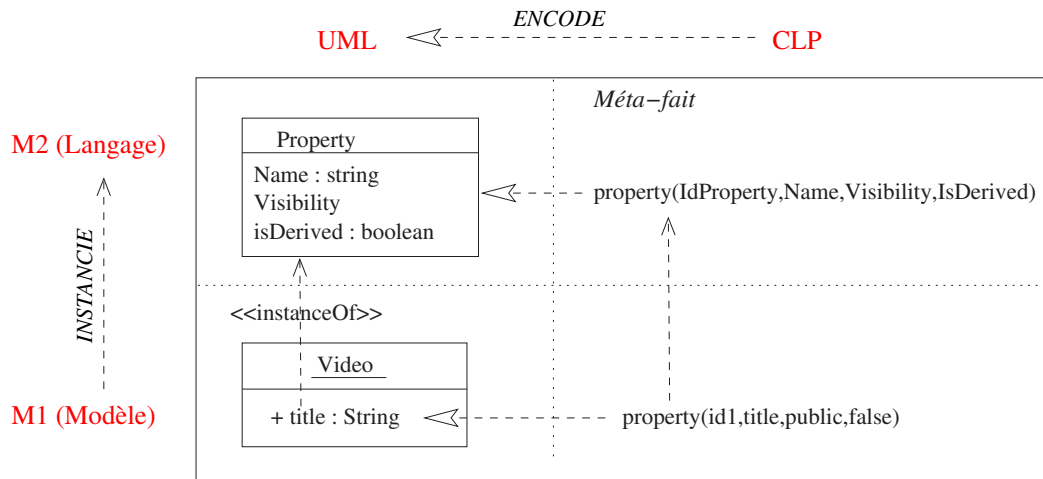 ENCODE
UML
CLP
Méta−fait
M2 (Langage)
Property
Name : string
Visibility
isDerived : boolean
property(IdProperty,Name,Visibility,IsDerived)
INSTANCIE
<<instanceOf>>
Video
M1 (Modèle)
+ title : String
property(id1,title,public,false)